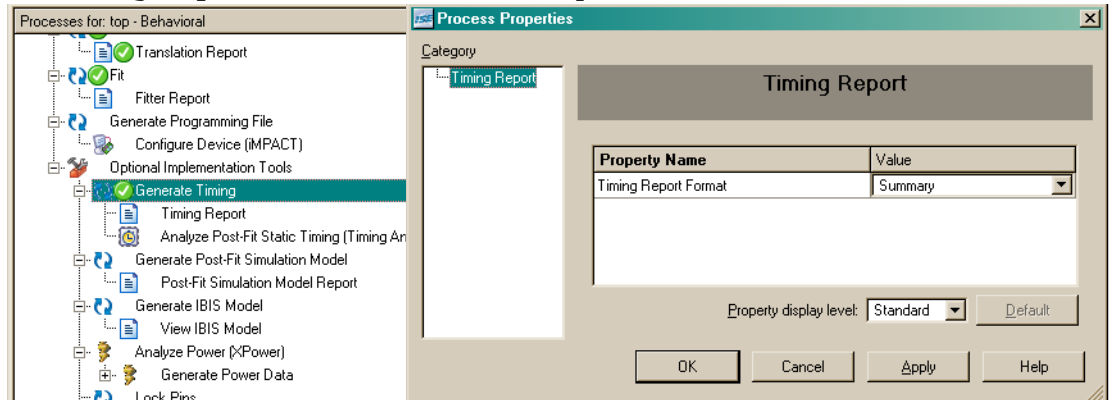 Processes for: top - Behavioral
Translation Report
Fit
Fitter Report
Generate Programming File
Configure Device (iMPACT)
Optional Implementation Tools
Generate Timing
Timing Report
Analyze Post-Fit Static Timing (Timing An
Generate Post-Fit Simulation Model
Post-Fit Simulation Model Report
Generate IBIS Model
View IBIS Model
Analyze Power (XPower)
Generate Power Data
Lock Pins
ISE Process Properties
Category
Timing Report
Timing Report
Property Name Value
Timing Report Format Summary
Property display level: Standard Default
OK Cancel Apply Help